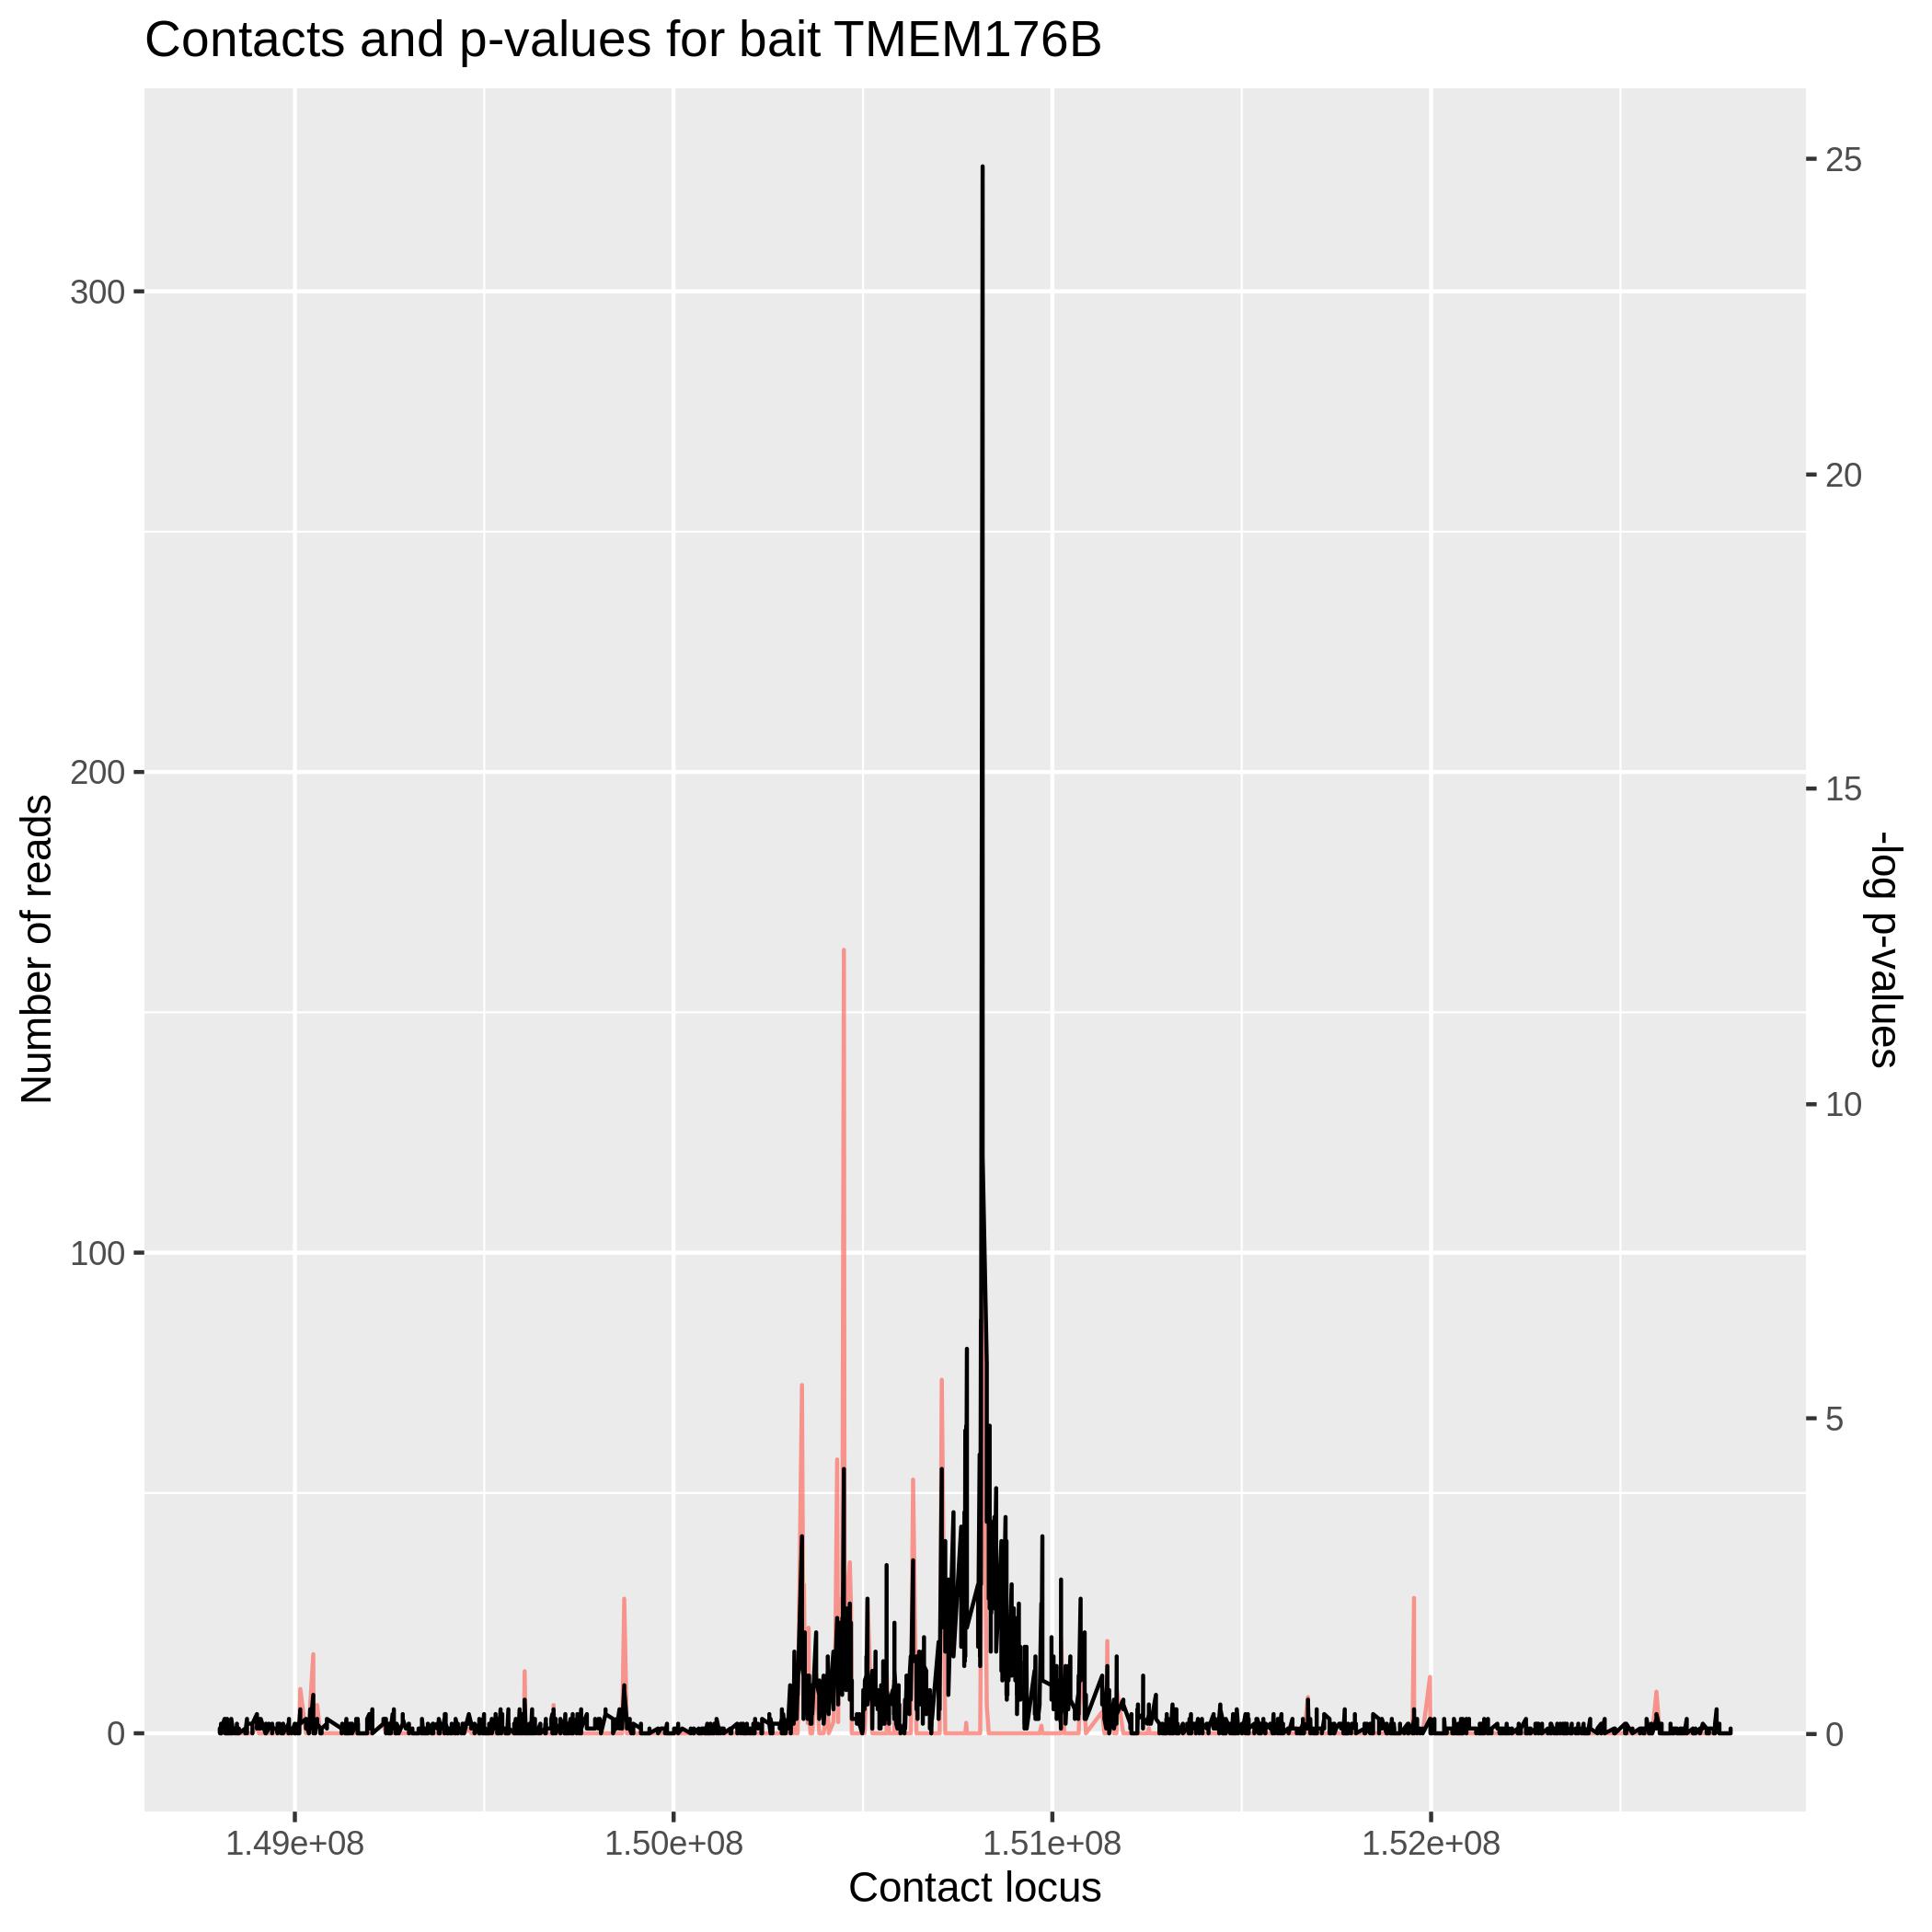 Contacts and p-values for bait TMEM176B
Number of reads
300
200
100
0
25
20
15
10
5
0
-log p-values
1.49e+08
1.50e+08
1.51e+08
1.52e+08
Contact locus